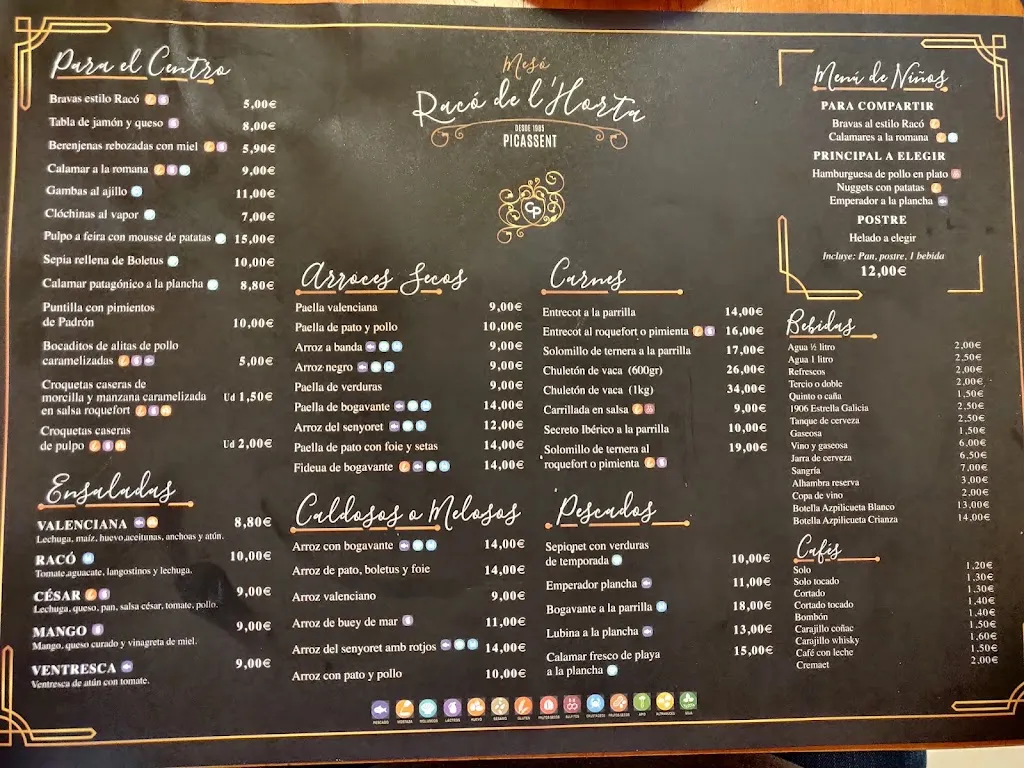 Para el Centro
Bravas estilo Racó 5,00€
Tabla de jamón y queso 8,00€
Berenjenas rebozadas con miel 5,90€
Calamar a la romana 9,00€
Gambas al ajillo 11,00€
Clóchinas al vapor 7,00€
Pulpo a feira con mousse de patatas 15,00€
Sepia rellena de Boletus 10,00€
Calamar patagónico a la plancha 8,80€
Puntilla con pimientos
de Padrón 10,00€
Bocaditos de alitas de pollo
caramelizadas 5,00€
Croquetas caseras de
morcilla y manzana caramelizada Ud 1,50€
en salsa roquefort
Croquetas caseras
de pulpo Ud 2,00€
Ensaladas
VALENCIANA 8,80€
Lechuga, maíz, huevo,aceitunas, anchoas y atún.
RACÓ 10,00€
Tomate,aguacate, langostinos y lechuga.
CÉSAR 9,00€
Lechuga, queso, pan, salsa césar, tomate, pollo.
MANGO 9,00€
Mango, queso curado y vinagreta de miel.
VENTRESCA 9,00€
Ventresca de atún con tomate.
Mesó
Racó de l'Horta
DESDE 1985
PICASSENT
CP
Arroces Secos
Paella valenciana 9,00€
Paella de pato y pollo 10,00€
Arroz a banda 9,00€
Arroz negro 9,00€
Paella de verduras 9,00€
Paella de bogavante 14,00€
Arroz del senyoret 12,00€
Paella de pato con foie y setas 14,00€
Fideua de bogavante 14,00€
Caldosos o Melosos
Arroz con bogavante 14,00€
Arroz de pato, boletus y foie 14,00€
Arroz valenciano 9,00€
Arroz de buey de mar 11,00€
Arroz del senyoret amb rotjos 14,00€
Arroz con pato y pollo 10,00€
Carnes
Entrecot a la parrilla 14,00€
Entrecot al roquefort o pimienta 16,00€
Solomillo de ternera a la parrilla 17,00€
Chuletón de vaca (600gr) 26,00€
Chuletón de vaca (1kg) 34,00€
Carrillada en salsa 9,00€
Secreto Ibérico a la parrilla 10,00€
Solomillo de ternera al 19,00€
roquefort o pimienta
Pescados
Sepiopet con verduras
de temporada 10,00€
Emperador plancha 11,00€
Bogavante a la parrilla 18,00€
Lubina a la plancha 13,00€
Calamar fresco de playa 15,00€
a la plancha
Menú de Niños
PARA COMPARTIR
Bravas al estilo Racó
Calamares a la romana
PRINCIPAL A ELEGIR
Hamburguesa de pollo en plato
Nuggets con patatas
Emperador a la plancha
POSTRE
Helado a elegir
Incluye: Pan, postre, 1 bebida
12,00€
Bebidas
Agua ½ litro 2,00€
Agua 1 litro 2,50€
Refrescos 2,00€
Tercio o doble 2,00€
Quinto o caña 1,50€
1906 Estrella Galicia 2,50€
Tanque de cerveza 2,50€
Gaseosa 1,50€
Vino y gaseosa 6,00€
Jarra de cerveza 6,50€
Sangría 7,00€
Alhambra reserva 3,00€
Copa de vino 2,00€
Botella Azpilicueta Blanco 13,00€
Botella Azpilicueta Crianza 14,00€
Cafés
Solo 1,20€
Solo tocado 1,30€
Cortado 1,30€
Cortado tocado 1,40€
Bombón 1,40€
Carajillo coñac 1,50€
Carajillo whisky 1,60€
Café con leche 1,50€
Cremaet 2,00€
PESCADO MOSTAZA MOLUSCOS LÁCTEOS HUEVO SÉSAMO GLUTEN FRUTOS SECOS SULFITOS CRUSTÁCEOS APIO ALTRAMUCES SOJA